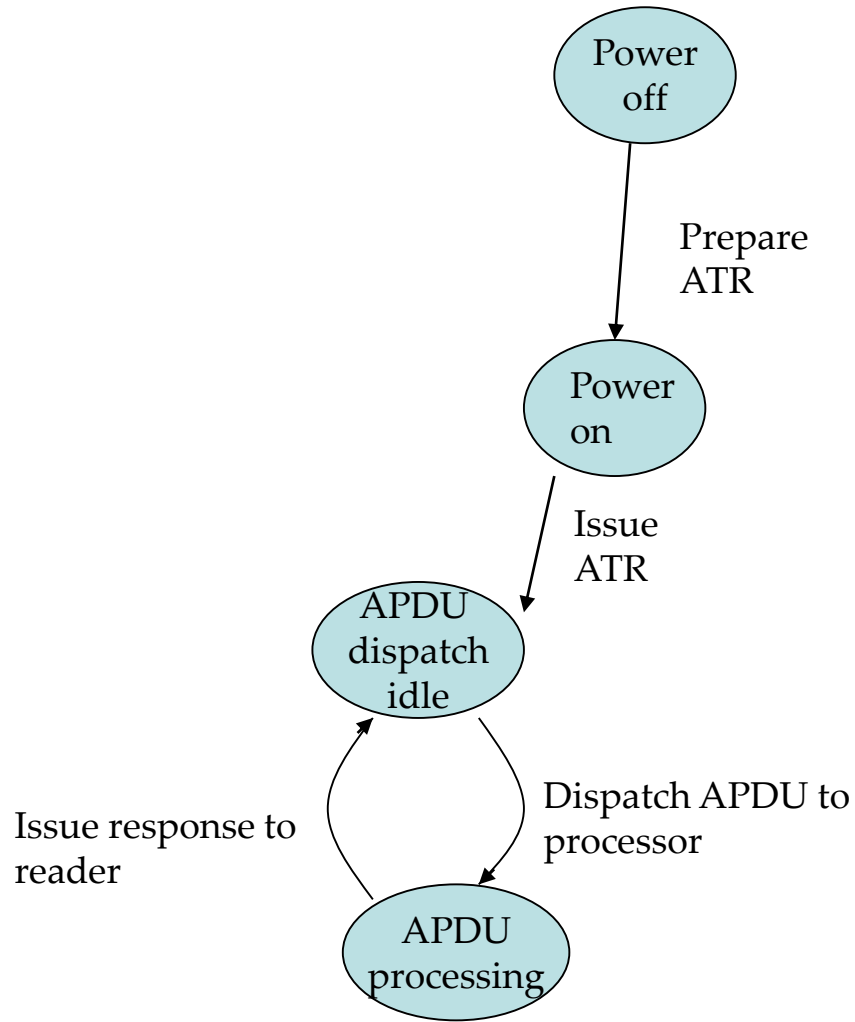 Power
off
Prepare
ATR
Power
on
Issue
ATR
APDU
dispatch
idle
Dispatch APDU to
processor
Issue response to
reader
APDU
processing